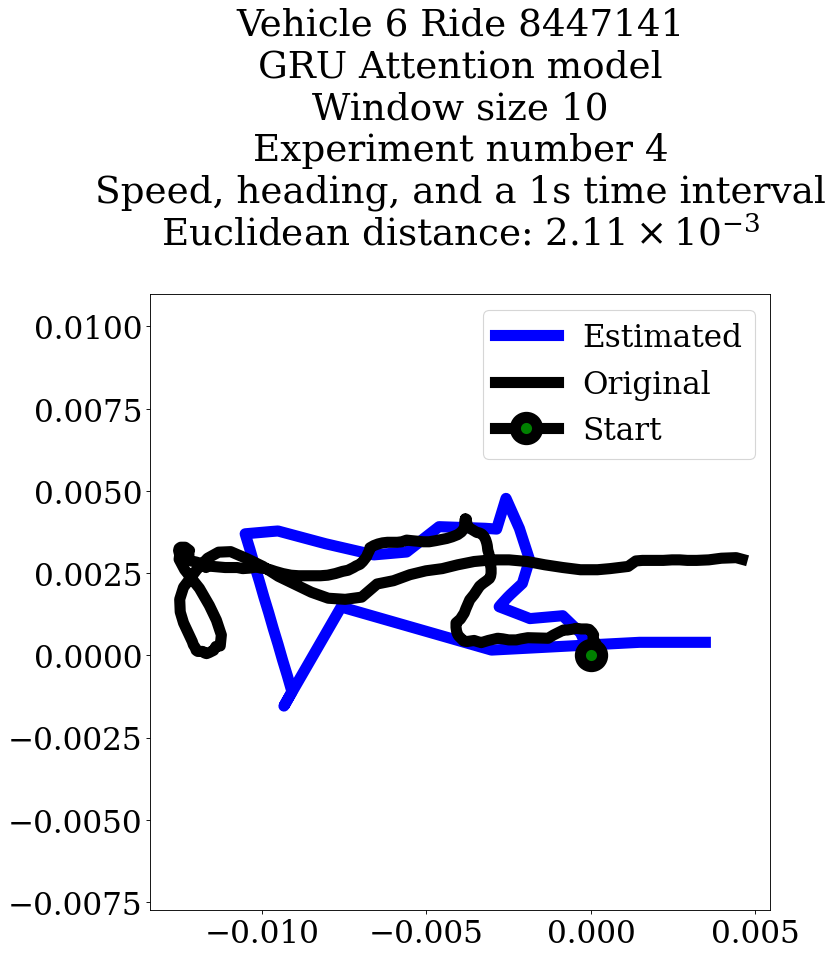 Vehicle 6 Ride 8447141
GRU Attention model
Window size 10
Experiment number 4
Speed, heading, and a 1s time interval
Euclidean distance: 2.11 × 10⁻³
Estimated
Original
Start
0.0100
0.0075
0.0050
0.0025
0.0000
−0.0025
−0.0050
−0.0075
−0.010 −0.005 0.000 0.005